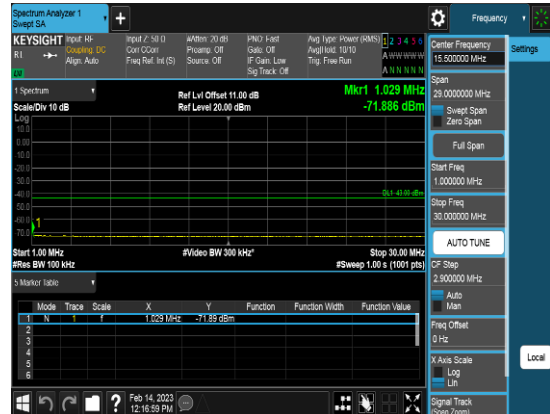 Spectrum Analyzer 1
Swept SA
+
Frequency
KEYSIGHT
R1
LXI
Input: RF
Coupling: DC
Align: Auto
Input Z: 50 Ω
Corr CCorr
Freq Ref: Int (S)
#Atten: 20 dB
Preamp: Off
Source: Off
PNO: Fast
Gate: Off
IF Gain: Low
Sig Track: Off
Avg Type: Power (RMS)
Avg|Hold: 10/10
Trig: Free Run
1 2 3 4 5 6
A W W W W W
A N N N N N
1 Spectrum
Scale/Div 10 dB
Ref Lvl Offset 11.00 dB
Ref Level 20.00 dBm
Mkr1 1.029 MHz
-71.886 dBm
Log
10.0
0.00
-10.0
-20.0
-30.0
-40.0
-50.0
-60.0
-70.0
DL1 -43.00 dBm
1
Start 1.00 MHz
#Res BW 100 kHz
#Video BW 300 kHz*
Stop 30.00 MHz
#Sweep 1.00 s (1001 pts)
5 Marker Table
Mode Trace Scale X Y Function Function Width Function Value
1 N 1 f 1.029 MHz -71.89 dBm
2
3
4
5
6
Center Frequency
15.500000 MHz
Settings
Span
29.0000000 MHz
Swept Span
Zero Span
Full Span
Start Freq
1.000000 MHz
Stop Freq
30.000000 MHz
AUTO TUNE
CF Step
2.900000 MHz
Auto
Man
Freq Offset
0 Hz
X Axis Scale
Log
Lin
Local
Signal Track
(Span Zoom)
?
Feb 14, 2023
12:16:59 PM